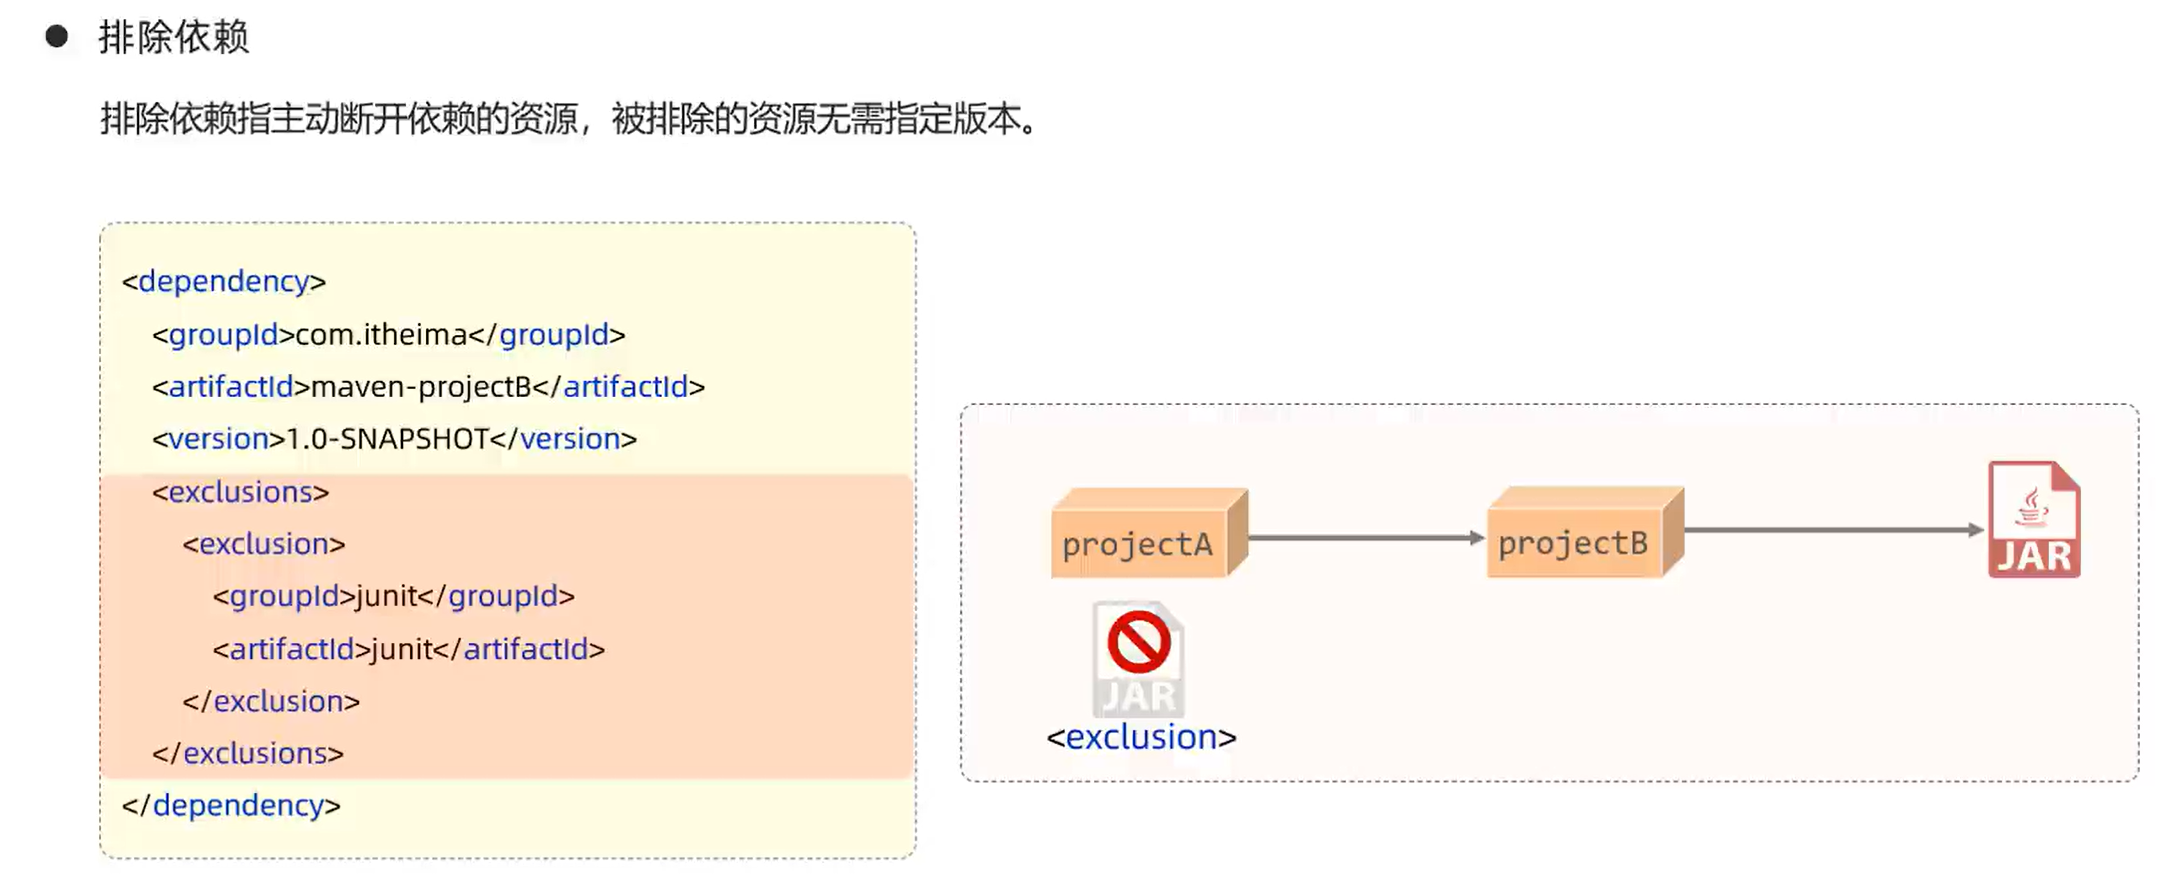 ● 排除依赖
排除依赖指主动断开依赖的资源，被排除的资源无需指定版本。
<dependency>
<groupId>com.itheima</groupId>
<artifactId>maven-projectB</artifactId>
<version>1.0-SNAPSHOT</version>
<exclusions>
<exclusion>
<groupId>junit</groupId>
<artifactId>junit</artifactId>
</exclusion>
</exclusions>
</dependency>
projectA
projectB
JAR
JAR
<exclusion>